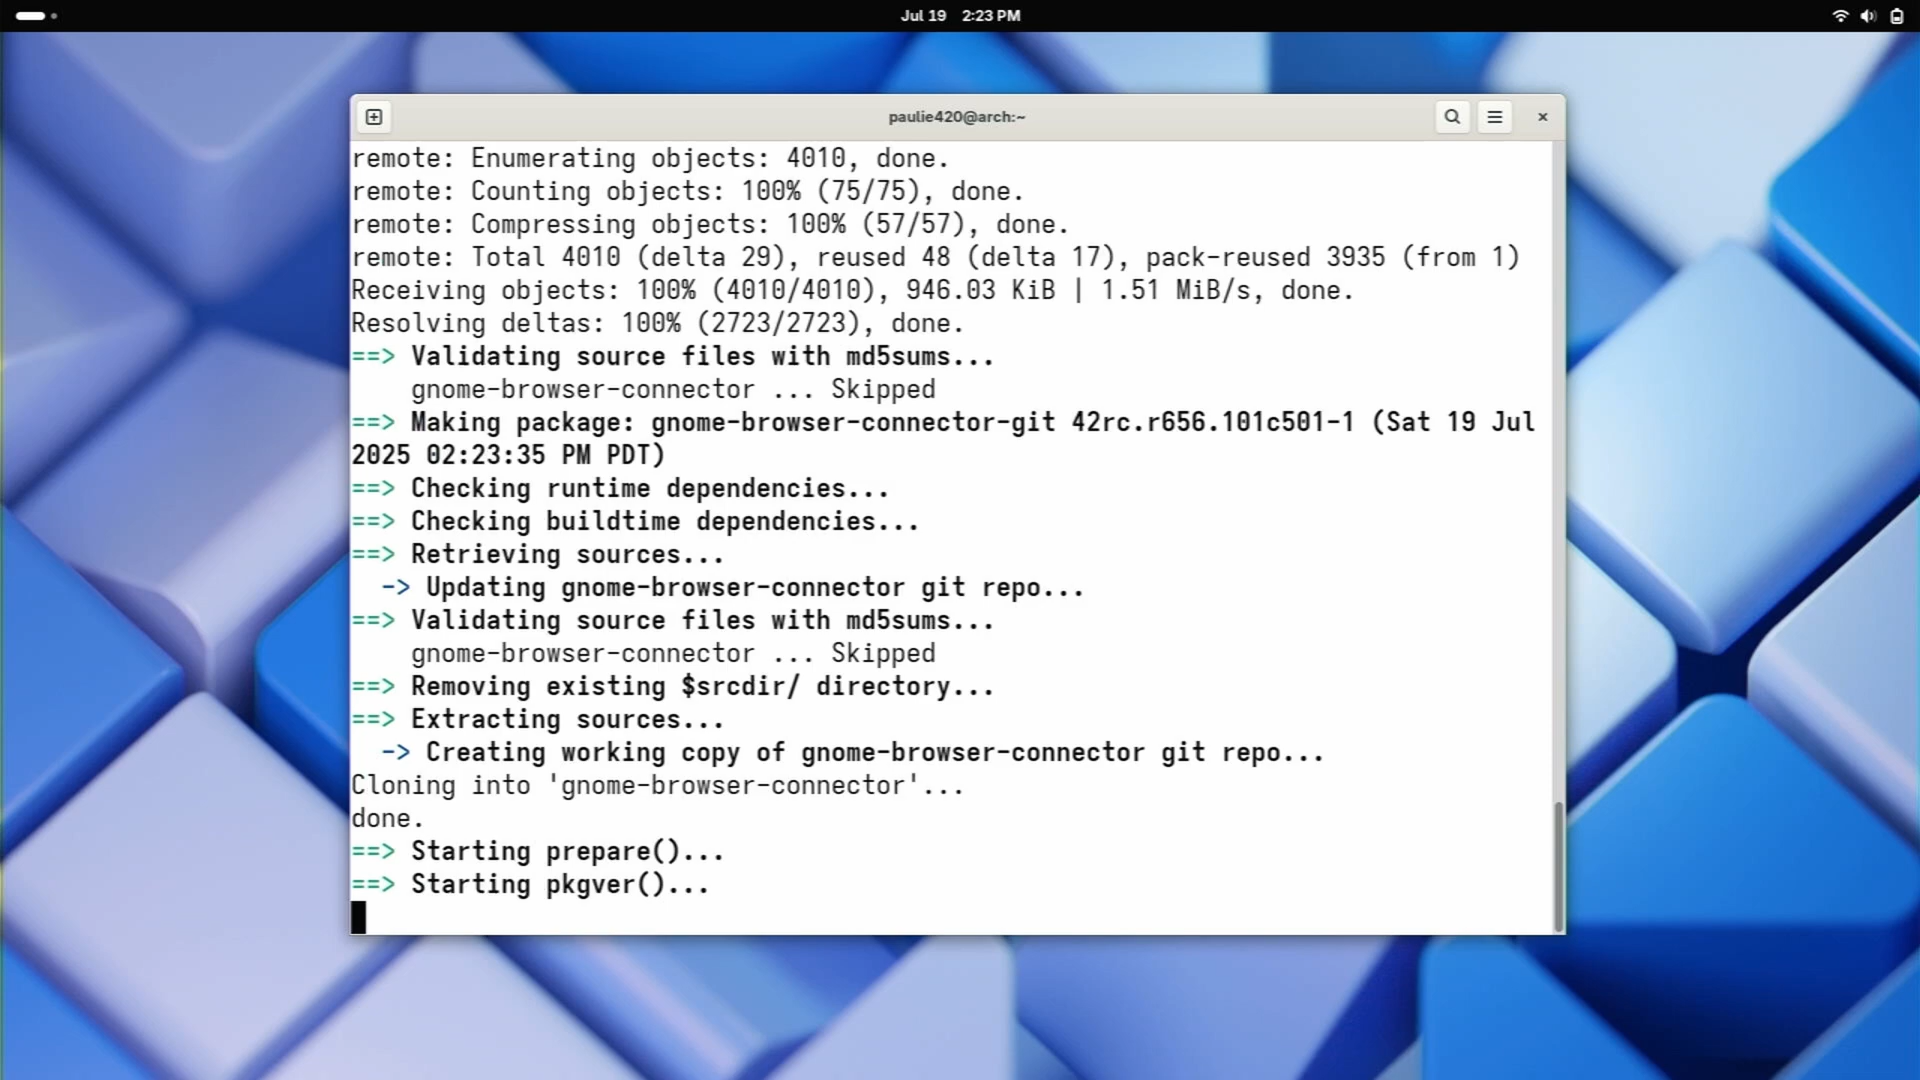 Jul 19 2:23 PM
paulie420@arch:~
remote: Enumerating objects: 4010, done.
remote: Counting objects: 100% (75/75), done.
remote: Compressing objects: 100% (57/57), done.
remote: Total 4010 (delta 29), reused 48 (delta 17), pack-reused 3935 (from 1)
Receiving objects: 100% (4010/4010), 946.03 KiB | 1.51 MiB/s, done.
Resolving deltas: 100% (2723/2723), done.
==> Validating source files with md5sums...
    gnome-browser-connector ... Skipped
==> Making package: gnome-browser-connector-git 42rc.r656.101c501-1 (Sat 19 Jul
2025 02:23:35 PM PDT)
==> Checking runtime dependencies...
==> Checking buildtime dependencies...
==> Retrieving sources...
  -> Updating gnome-browser-connector git repo...
==> Validating source files with md5sums...
    gnome-browser-connector ... Skipped
==> Removing existing $srcdir/ directory...
==> Extracting sources...
  -> Creating working copy of gnome-browser-connector git repo...
Cloning into 'gnome-browser-connector'...
done.
==> Starting prepare()...
==> Starting pkgver()...